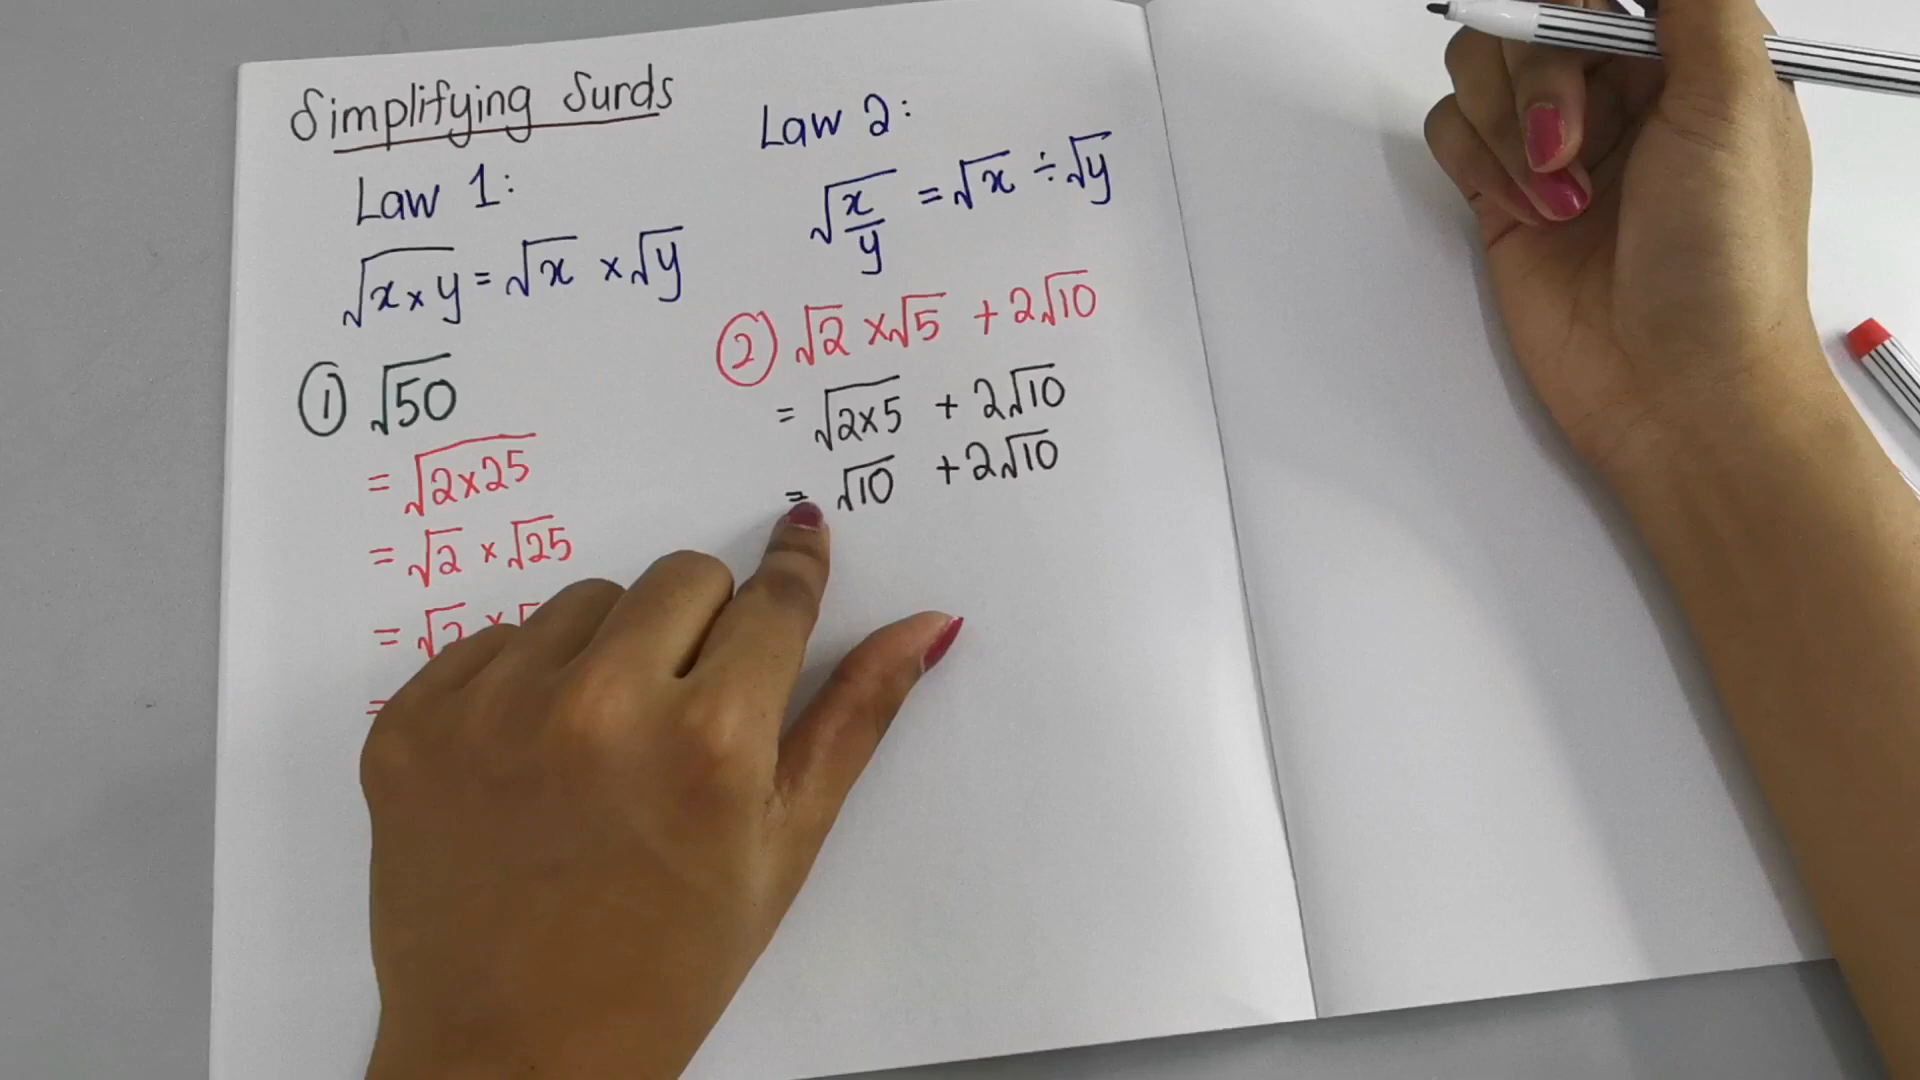 Simplifying Surds
Law 1:
√(x × y) = √x × √y
① √50
= √(2×25)
= √2 × √25
= √2 ×
=
Law 2:
√(x/y) = √x ÷ √y
② √2 × √5 + 2√10
= √(2×5) + 2√10
= √10 + 2√10